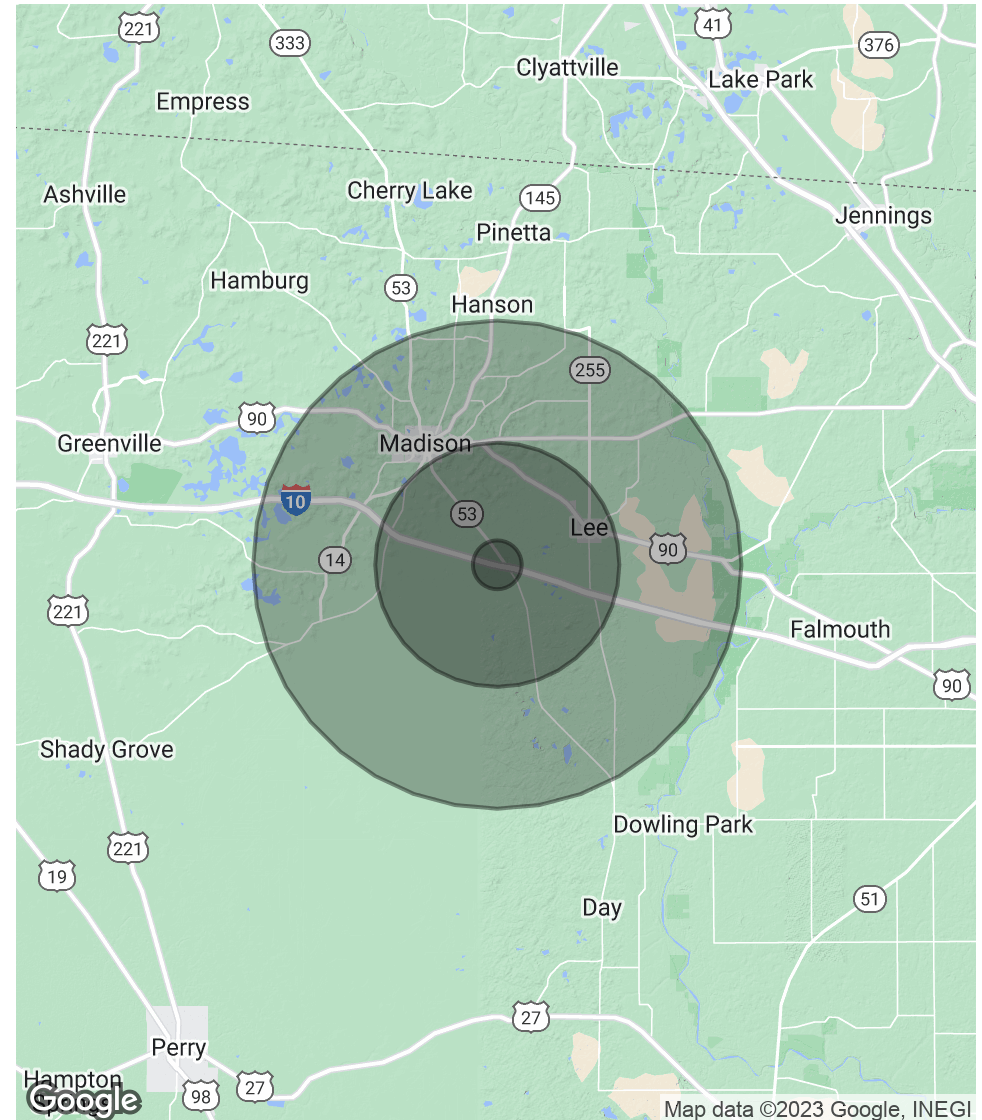 221
333
41
376
Clyattville
Lake Park
Empress
Ashville
Cherry Lake
145
Jennings
Pinetta
Hamburg
53
Hanson
221
255
90
Greenville
Madison
10
53
Lee
90
14
221
Falmouth
90
Shady Grove
Dowling Park
221
19
51
Day
27
Perry
Hampton
Springs
27
98
Google
Map data ©2023 Google, INEGI